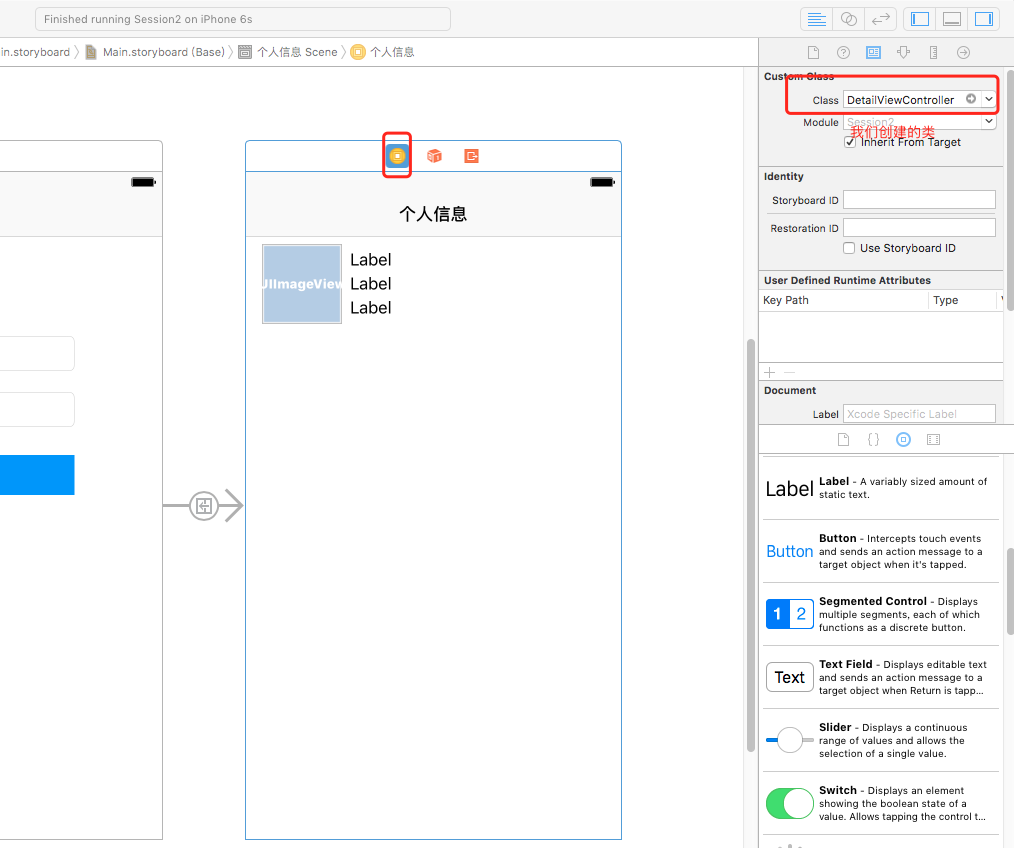 Finished running Session2 on iPhone 6s
in.storyboard
Main.storyboard (Base)
个人信息 Scene
个人信息
Custom Class
Class
DetailViewController
Module
Session2
我们创建的类
Inherit From Target
Identity
Storyboard ID
Restoration ID
Use Storyboard ID
User Defined Runtime Attributes
Key Path
Type
Document
Label
Xcode Specific Label
个人信息
UIImageView
Label
Label
Label
Label
Label - A variably sized amount of
static text.
Button
Button - Intercepts touch events
and sends an action message to a
target object when it's tapped.
1 2
Segmented Control - Displays
multiple segments, each of which
functions as a discrete button.
Text
Text Field - Displays editable text
and sends an action message to a
target object when Return is tapp...
Slider - Displays a continuous
range of values and allows the
selection of a single value.
Switch - Displays an element
showing the boolean state of a
value. Allows tapping the control t...